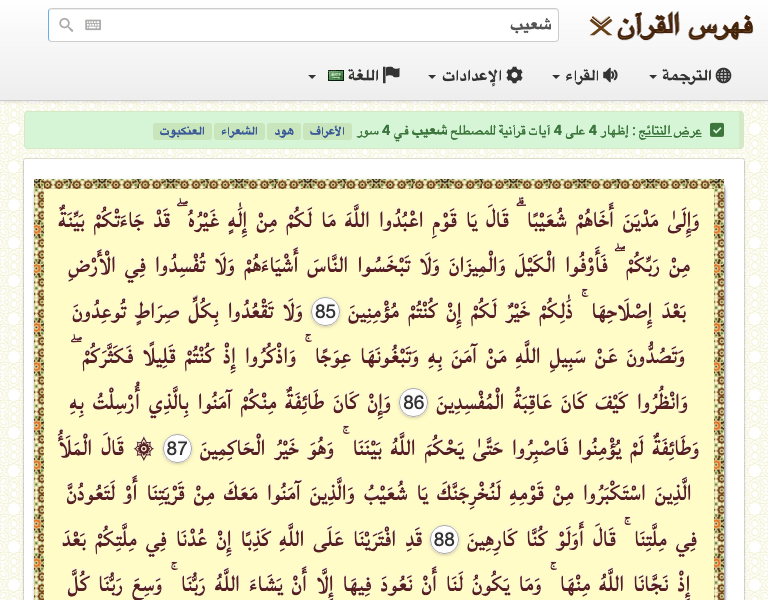 فهرس القرآن
شعيب
الترجمة القراء الإعدادات اللغة
عرض النتائج : إظهار 4 على 4 آيات قرآنية للمصطلح شعيب في 4 سور الأعراف هود الشعراء العنكبوت
وَإِلَىٰ مَدْيَنَ أَخَاهُمْ شُعَيْبًا ۗ قَالَ يَا قَوْمِ اعْبُدُوا اللَّهَ مَا لَكُمْ مِنْ إِلَٰهٍ غَيْرُهُ ۖ قَدْ جَاءَتْكُمْ بَيِّنَةٌ
مِنْ رَبِّكُمْ ۖ فَأَوْفُوا الْكَيْلَ وَالْمِيزَانَ وَلَا تَبْخَسُوا النَّاسَ أَشْيَاءَهُمْ وَلَا تُفْسِدُوا فِي الْأَرْضِ
بَعْدَ إِصْلَاحِهَا ۚ ذَٰلِكُمْ خَيْرٌ لَكُمْ إِنْ كُنْتُمْ مُؤْمِنِينَ 85 وَلَا تَقْعُدُوا بِكُلِّ صِرَاطٍ تُوعِدُونَ
وَتَصُدُّونَ عَنْ سَبِيلِ اللَّهِ مَنْ آمَنَ بِهِ وَتَبْغُونَهَا عِوَجًا ۚ وَاذْكُرُوا إِذْ كُنْتُمْ قَلِيلًا فَكَثَّرَكُمْ ۖ
وَانْظُرُوا كَيْفَ كَانَ عَاقِبَةُ الْمُفْسِدِينَ 86 وَإِنْ كَانَ طَائِفَةٌ مِنْكُمْ آمَنُوا بِالَّذِي أُرْسِلْتُ بِهِ
وَطَائِفَةٌ لَمْ يُؤْمِنُوا فَاصْبِرُوا حَتَّىٰ يَحْكُمَ اللَّهُ بَيْنَنَا ۚ وَهُوَ خَيْرُ الْحَاكِمِينَ 87 ۞ قَالَ الْمَلَأُ
الَّذِينَ اسْتَكْبَرُوا مِنْ قَوْمِهِ لَنُخْرِجَنَّكَ يَا شُعَيْبُ وَالَّذِينَ آمَنُوا مَعَكَ مِنْ قَرْيَتِنَا أَوْ لَتَعُودُنَّ
فِي مِلَّتِنَا ۚ قَالَ أَوَلَوْ كُنَّا كَارِهِينَ 88 قَدِ افْتَرَيْنَا عَلَى اللَّهِ كَذِبًا إِنْ عُدْنَا فِي مِلَّتِكُمْ بَعْدَ
إِذْ نَجَّانَا اللَّهُ مِنْهَا ۚ وَمَا يَكُونُ لَنَا أَنْ نَعُودَ فِيهَا إِلَّا أَنْ يَشَاءَ اللَّهُ رَبُّنَا ۚ وَسِعَ رَبُّنَا كُلَّ